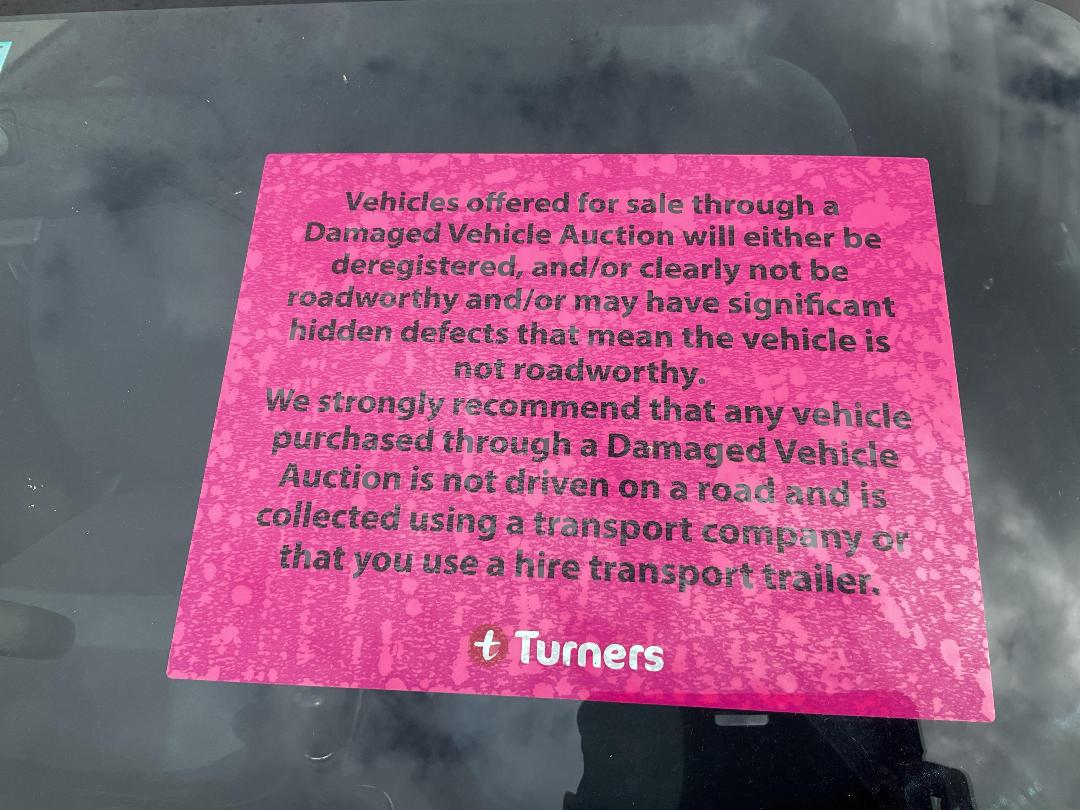 Vehicles offered for sale through a
Damaged Vehicle Auction will either be
deregistered, and/or clearly not be
roadworthy and/or may have significant
hidden defects that mean the vehicle is
not roadworthy.
We strongly recommend that any vehicle
purchased through a Damaged Vehicle
Auction is not driven on a road and is
collected using a transport company or
that you use a hire transport trailer.
t Turners